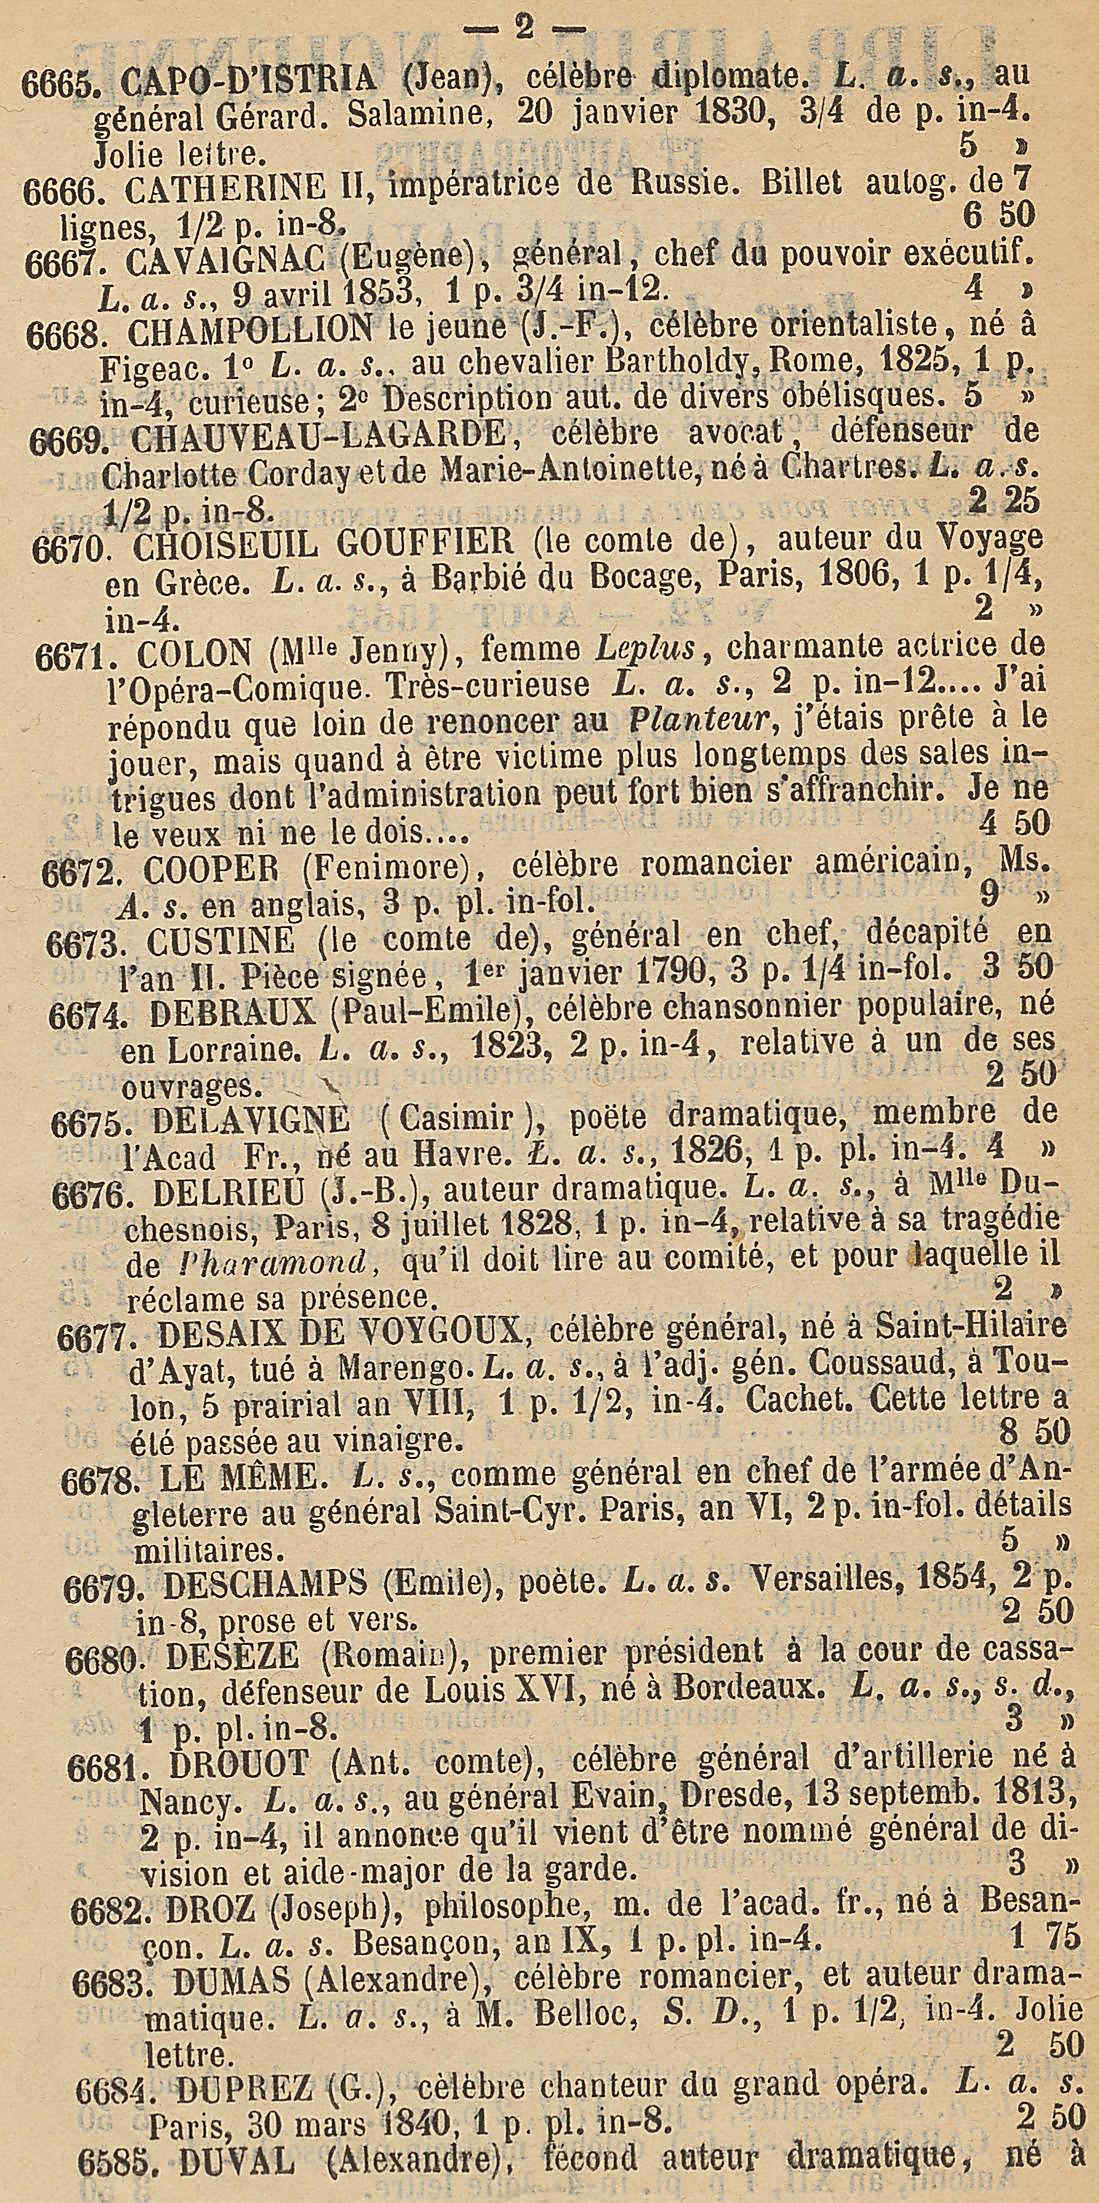 — 2 —
6665. CAPO-D'ISTRIA (Jean), célèbre diplomate. L. a. s., au
général Gérard. Salamine, 20 janvier 1830, 3/4 de p. in-4.
Jolie lettre. 5 »
6666. CATHERINE II, impératrice de Russie. Billet autog. de 7
lignes, 1/2 p. in-8. 6 50
6667. CAVAIGNAC (Eugène), général, chef du pouvoir exécutif.
L. a. s., 9 avril 1853, 1 p. 3/4 in-12. 4 »
6668. CHAMPOLLION le jeune (J.-F.), célèbre orientaliste, né à
Figeac. 1º L. a. s., au chevalier Bartholdy, Rome, 1825, 1 p.
in-4, curieuse; 2º Description aut. de divers obélisques. 5 »
6669. CHAUVEAU-LAGARDE, célèbre avocat, défenseur de
Charlotte Corday et de Marie-Antoinette, né à Chartres. L. a. s.
1/2 p. in-8. 2 25
6670. CHOISEUIL GOUFFIER (le comte de), auteur du Voyage
en Grèce. L. a. s., à Barbié du Bocage, Paris, 1806, 1 p. 1/4,
in-4. 2 »
6671. COLON (Mlle Jenny), femme Leplus, charmante actrice de
l'Opéra-Comique. Très-curieuse L. a. s., 2 p. in-12.... J'ai
répondu que loin de renoncer au Planteur, j'étais prête à le
jouer, mais quand à être victime plus longtemps des sales in-
trigues dont l'administration peut fort bien s'affranchir. Je ne
le veux ni ne le dois.... 4 50
6672. COOPER (Fenimore), célèbre romancier américain, Ms.
A. s. en anglais, 3 p. pl. in-fol. 9 »
6673. CUSTINE (le comte de), général en chef, décapité en
l'an II. Pièce signée, 1er janvier 1790, 3 p. 1/4 in-fol. 3 50
6674. DEBRAUX (Paul-Emile), célèbre chansonnier populaire, né
en Lorraine. L. a. s., 1823, 2 p. in-4, relative à un de ses
ouvrages. 2 50
6675. DELAVIGNE (Casimir), poëte dramatique, membre de
l'Acad Fr., né au Havre. L. a. s., 1826, 1 p. pl. in-4. 4 »
6676. DELRIEU (J.-B.), auteur dramatique. L. a. s., à Mlle Du-
chesnois, Paris, 8 juillet 1828, 1 p. in-4, relative à sa tragédie
de Pharamond, qu'il doit lire au comité, et pour laquelle il
réclame sa présence. 2 »
6677. DESAIX DE VOYGOUX, célèbre général, né à Saint-Hilaire
d'Ayat, tué à Marengo. L. a. s., à l'adj. gén. Coussaud, à Tou-
lon, 5 prairial an VIII, 1 p. 1/2, in-4. Cachet. Cette lettre a
été passée au vinaigre. 8 50
6678. LE MÊME. L. s., comme général en chef de l'armée d'An-
gleterre au général Saint-Cyr. Paris, an VI, 2 p. in-fol. détails
militaires. 5 »
6679. DESCHAMPS (Emile), poète. L. a. s. Versailles, 1854, 2 p.
in-8, prose et vers. 2 50
6680. DESÈZE (Romain), premier président à la cour de cassa-
tion, défenseur de Louis XVI, né à Bordeaux. L. a. s., s. d.,
1 p. pl. in-8. 3 »
6681. DROUOT (Ant. comte), célèbre général d'artillerie né à
Nancy. L. a. s., au général Evain, Dresde, 13 septemb. 1813,
2 p. in-4, il annonce qu'il vient d'être nommé général de di-
vision et aide-major de la garde. 3 »
6682. DROZ (Joseph), philosophe, m. de l'acad. fr., né à Besan-
çon. L. a. s. Besançon, an IX, 1 p. pl. in-4. 1 75
6683. DUMAS (Alexandre), célèbre romancier, et auteur drama-
matique. L. a. s., à M. Belloc, S. D., 1 p. 1/2, in-4. Jolie
lettre. 2 50
6684. DUPREZ (G.), cèlèbre chanteur du grand opéra. L. a. s.
Paris, 30 mars 1840, 1 p. pl. in-8. 2 50
6585. DUVAL (Alexandre), fécond auteur dramatique, né à